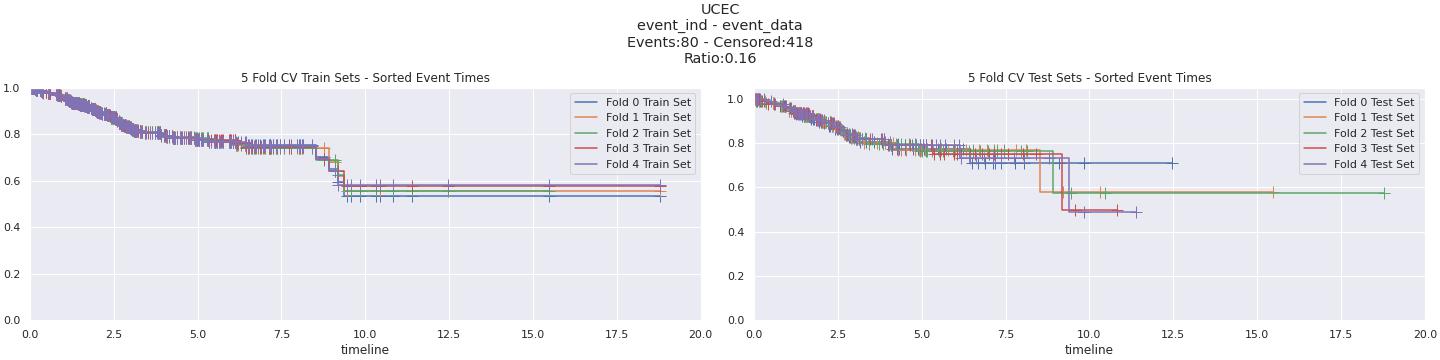 UCEC
event_ind - event_data
Events:80 - Censored:418
Ratio:0.16
5 Fold CV Train Sets - Sorted Event Times
1.0
0.8
0.6
0.4
0.2
0.0
0.0 2.5 5.0 7.5 10.0 12.5 15.0 17.5 20.0
timeline
Fold 0 Train Set
Fold 1 Train Set
Fold 2 Train Set
Fold 3 Train Set
Fold 4 Train Set
5 Fold CV Test Sets - Sorted Event Times
1.0
0.8
0.6
0.4
0.2
0.0
0.0 2.5 5.0 7.5 10.0 12.5 15.0 17.5 20.0
timeline
Fold 0 Test Set
Fold 1 Test Set
Fold 2 Test Set
Fold 3 Test Set
Fold 4 Test Set